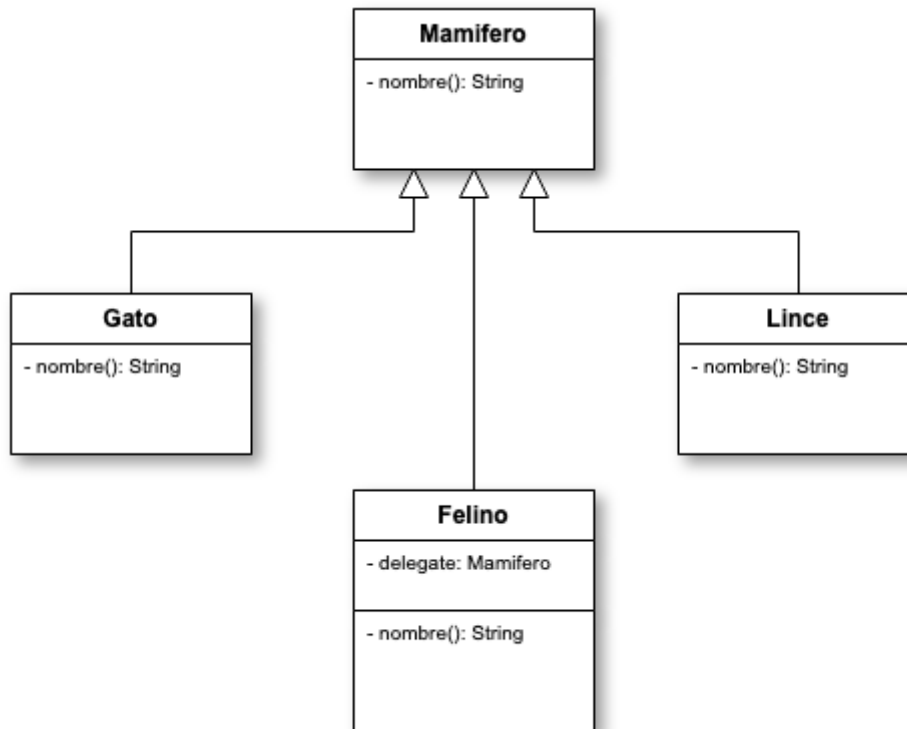 Mamifero
- nombre(): String
Gato
- nombre(): String
Lince
- nombre(): String
Felino
- delegate: Mamifero
- nombre(): String